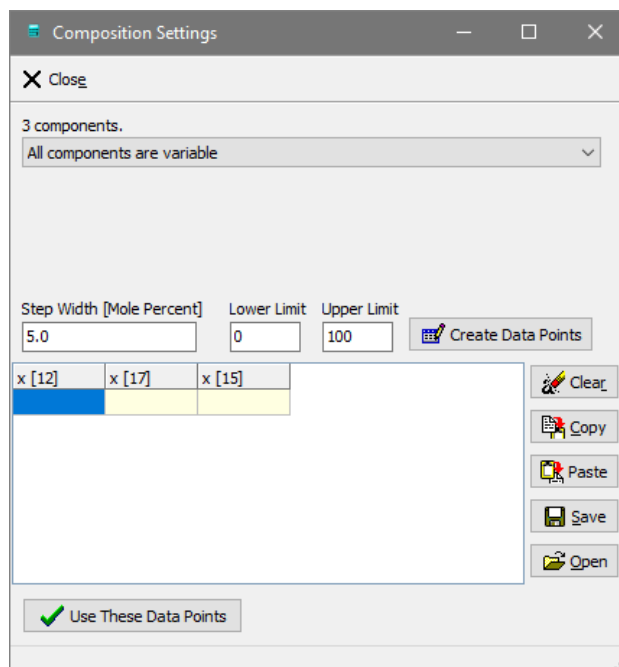 Composition Settings
Close
3 components.
All components are variable
Step Width [Mole Percent] Lower Limit Upper Limit
5.0 0 100 Create Data Points
x [12] x [17] x [15]
Clear
Copy
Paste
Save
Open
Use These Data Points